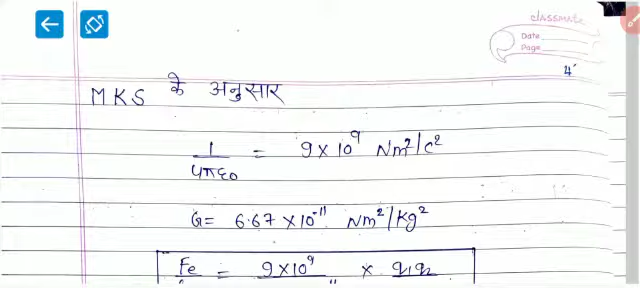 classmate
Date
Page
4
MKS के अनुसार
1/4πε0 = 9×10⁹ Nm²/c²
G= 6.67 ×10⁻¹¹ Nm²/Kg²
Fe = 9×10⁹ × q₁q₂